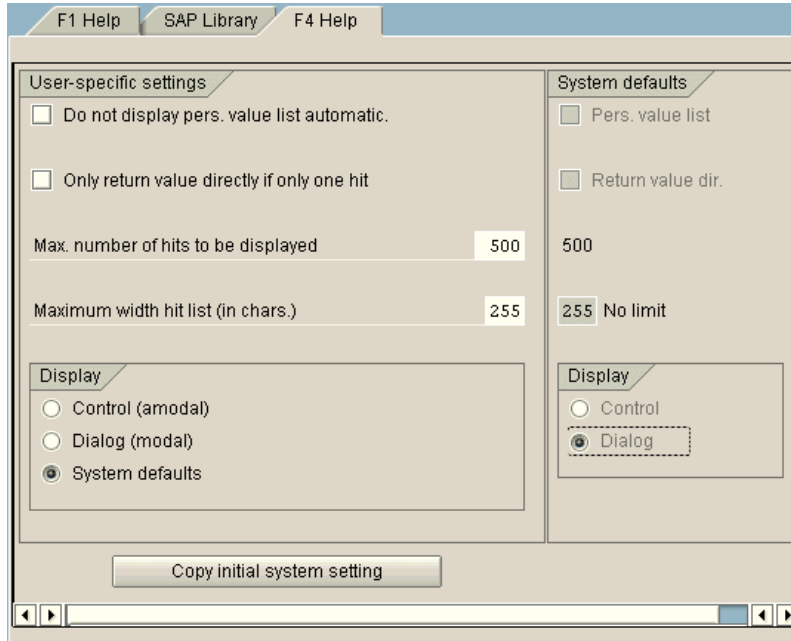 F1 Help SAP Library F4 Help
User-specific settings
Do not display pers. value list automatic.
Only return value directly if only one hit
Max. number of hits to be displayed 500
Maximum width hit list (in chars.) 255
Display
Control (amodal)
Dialog (modal)
System defaults
System defaults
Pers. value list
Return value dir.
500
255 No limit
Display
Control
Dialog
Copy initial system setting